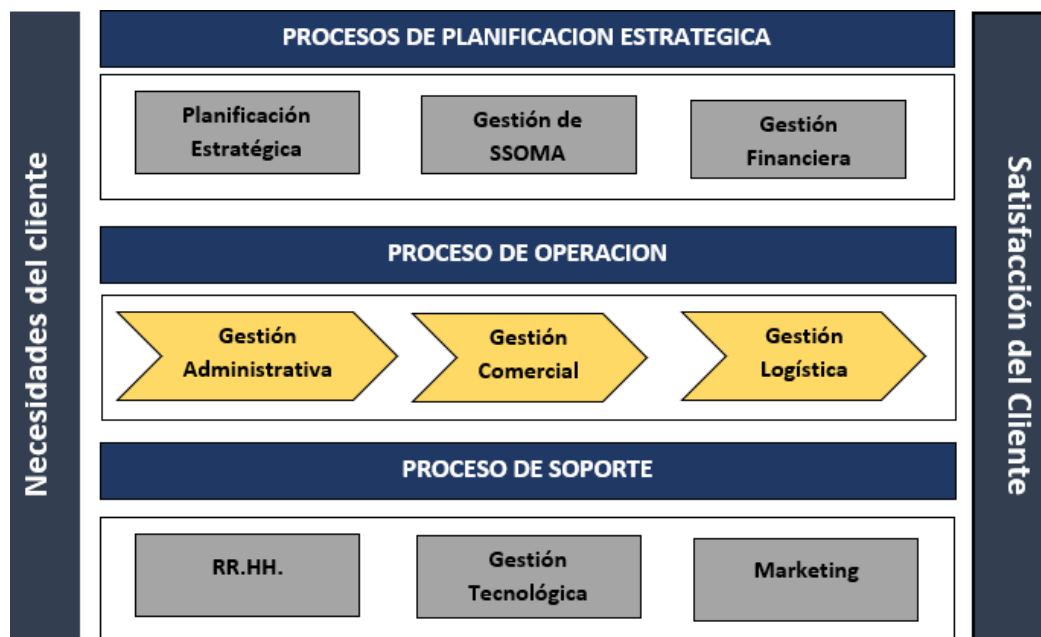 Necesidades del cliente
PROCESOS DE PLANIFICACION ESTRATEGICA
Planificación
Estratégica
Gestión de
SSOMA
Gestión
Financiera
PROCESO DE OPERACION
Gestión
Administrativa
Gestión
Comercial
Gestión
Logística
PROCESO DE SOPORTE
RR.HH.
Gestión
Tecnológica
Marketing
Satisfacción del Cliente